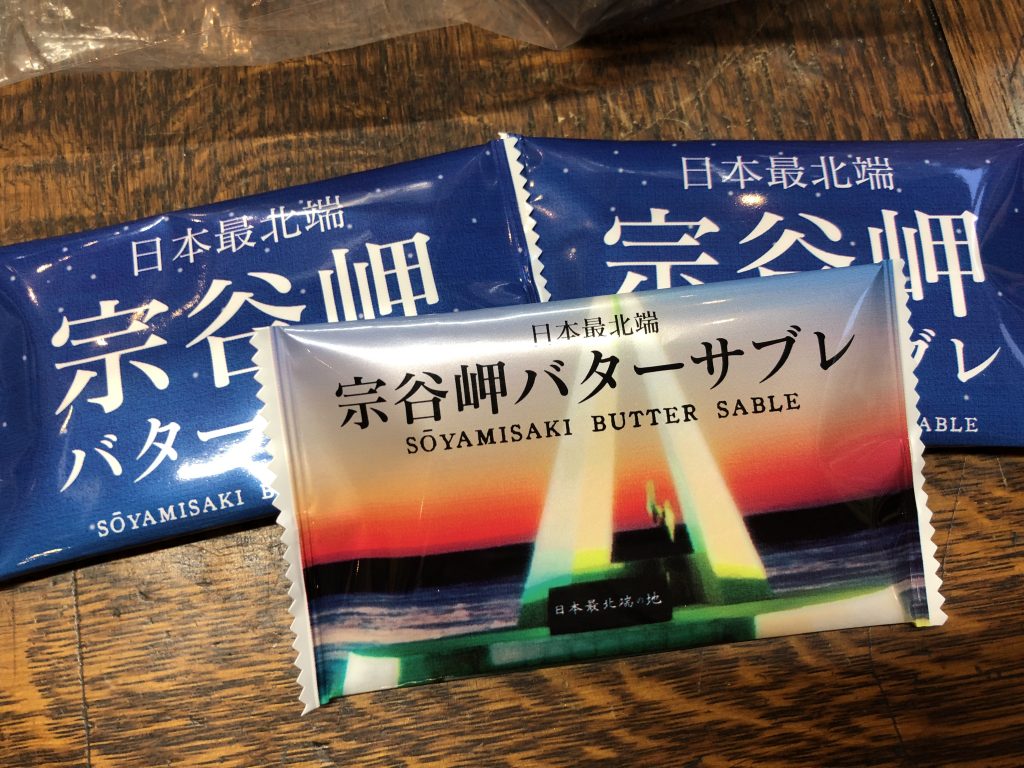 日本最北端
宗谷岬
バター
SŌYAMISAKI B
日本最北端
宗谷岬
ブレ
ABLE
日本最北端
宗谷岬バターサブレ
SŌYAMISAKI BUTTER SABLE
日本最北端の地